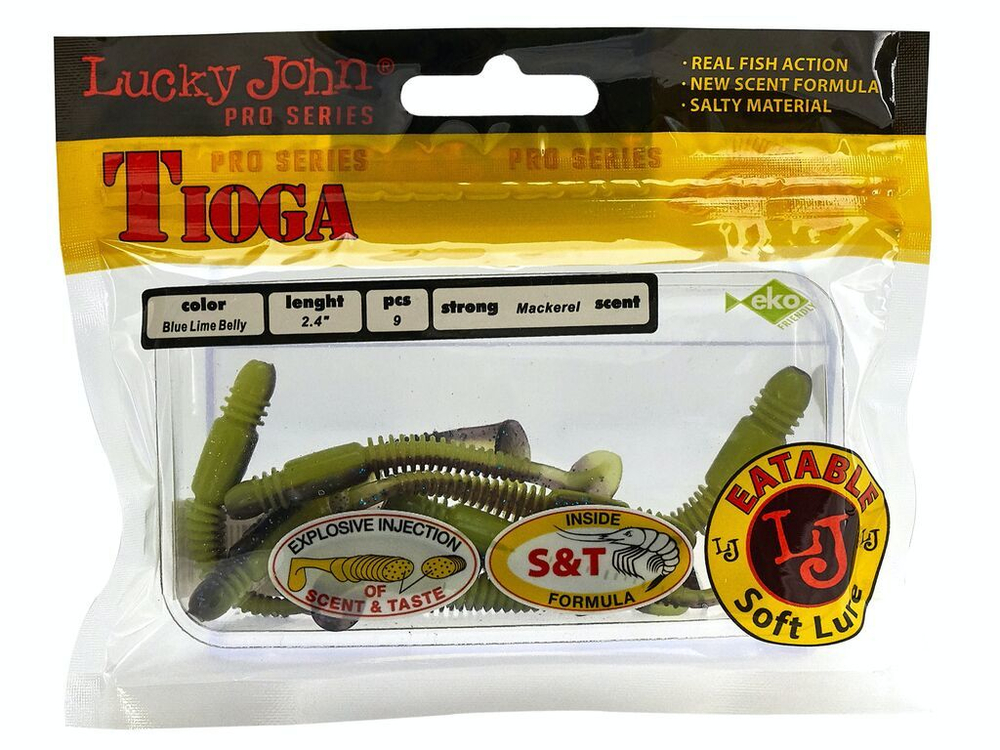 Lucky John®
PRO SERIES
· REAL FISH ACTION
· NEW SCENT FORMULA
· SALTY MATERIAL
PRO SERIES PRO SERIES
TIOGA
color
Blue Lime Belly
lenght
2.4"
pcs
9
strong Mackerel scent
eko
FRIENDLY
EXPLOSIVE INJECTION
OF
SCENT & TASTE
INSIDE
S&T
FORMULA
EATABLE
LJ
LJ
LJ
Soft Lure